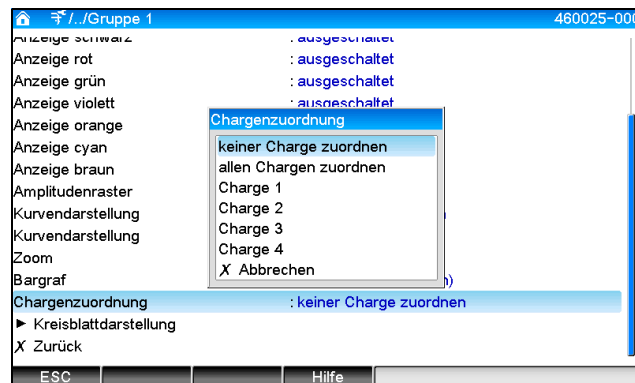 /../Gruppe 1 460025-000
Anzeige schwarz : ausgeschaltet
Anzeige rot : ausgeschaltet
Anzeige grün : ausgeschaltet
Anzeige violett : ausgeschaltet
Anzeige orange
Anzeige cyan
Anzeige braun
Amplitudenraster
Kurvendarstellung
Kurvendarstellung
Zoom
Bargraf )
Chargenzuordnung : keiner Charge zuordnen
► Kreisblattdarstellung
X Zurück
Chargenzuordnung
keiner Charge zuordnen
allen Chargen zuordnen
Charge 1
Charge 2
Charge 3
Charge 4
X Abbrechen
ESC Hilfe